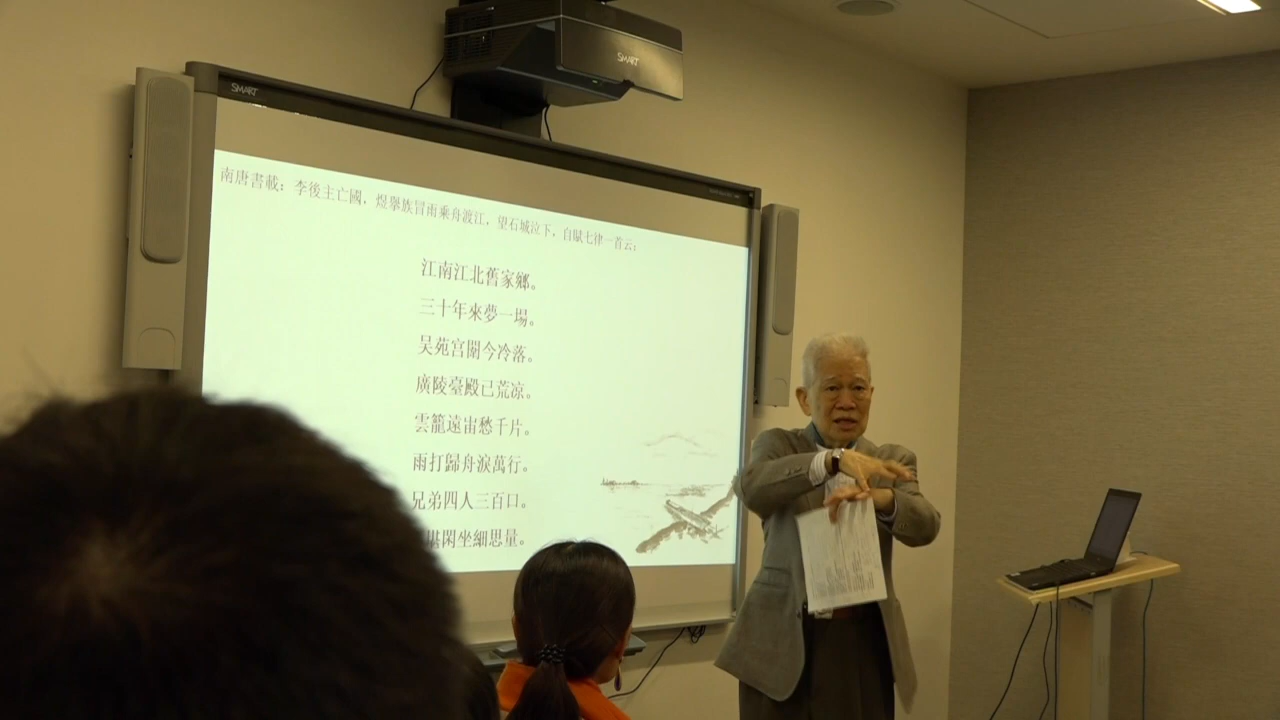 SMART
SMART
南唐書載：李後主亡國，煜舉族冒雨乘舟渡江，望石城泣下，自賦七律一首云：
江南江北舊家鄉。
三十年來夢一場。
吴苑宫闈今冷落。
廣陵臺殿已荒凉。
雲籠遠岫愁千片。
雨打歸舟淚萬行。
兄弟四人三百口。
堪閑坐細思量。